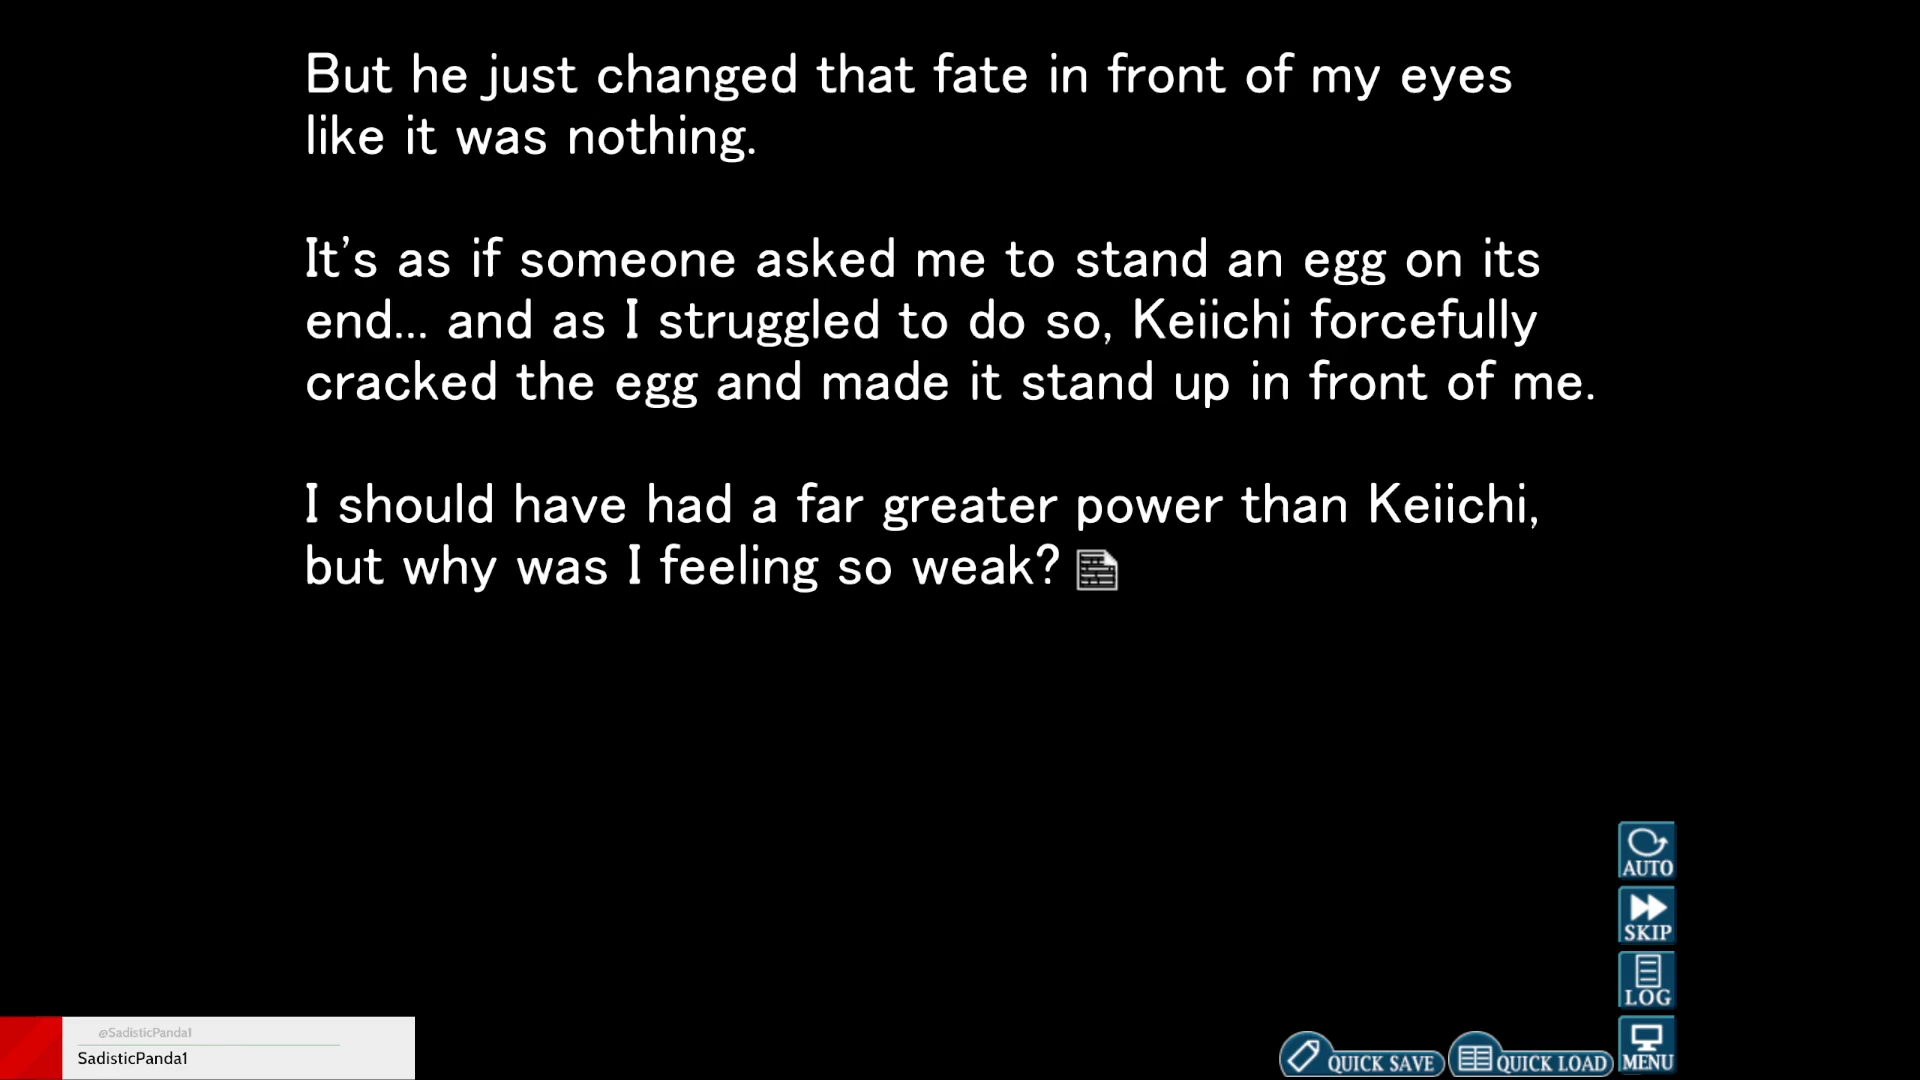 But he just changed that fate in front of my eyes
like it was nothing.
It's as if someone asked me to stand an egg on its
end... and as I struggled to do so, Keiichi forcefully
cracked the egg and made it stand up in front of me.
I should have had a far greater power than Keiichi,
but why was I feeling so weak?
AUTO
SKIP
LOG
MENU
QUICK SAVE
QUICK LOAD
@SadisticPanda1
SadisticPanda1